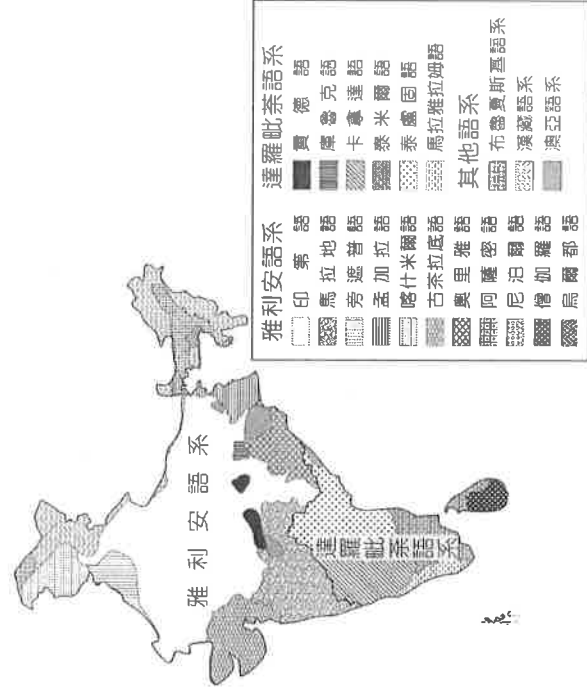 雅利安語系
達羅毗荼語系
雅利安語系
印第語
馬拉地語
旁遮普語
孟加拉語
喀什米爾語
古茶拉底語
奧里雅語
阿薩密語
尼泊爾語
僧伽羅語
烏爾都語
達羅毗荼語系
貢德語
庫魯克語
卡拿達語
泰米爾語
泰盧固語
馬拉雅拉姆語
其他語系
布魯夏斯基語系
漢藏語系
澳亞語系